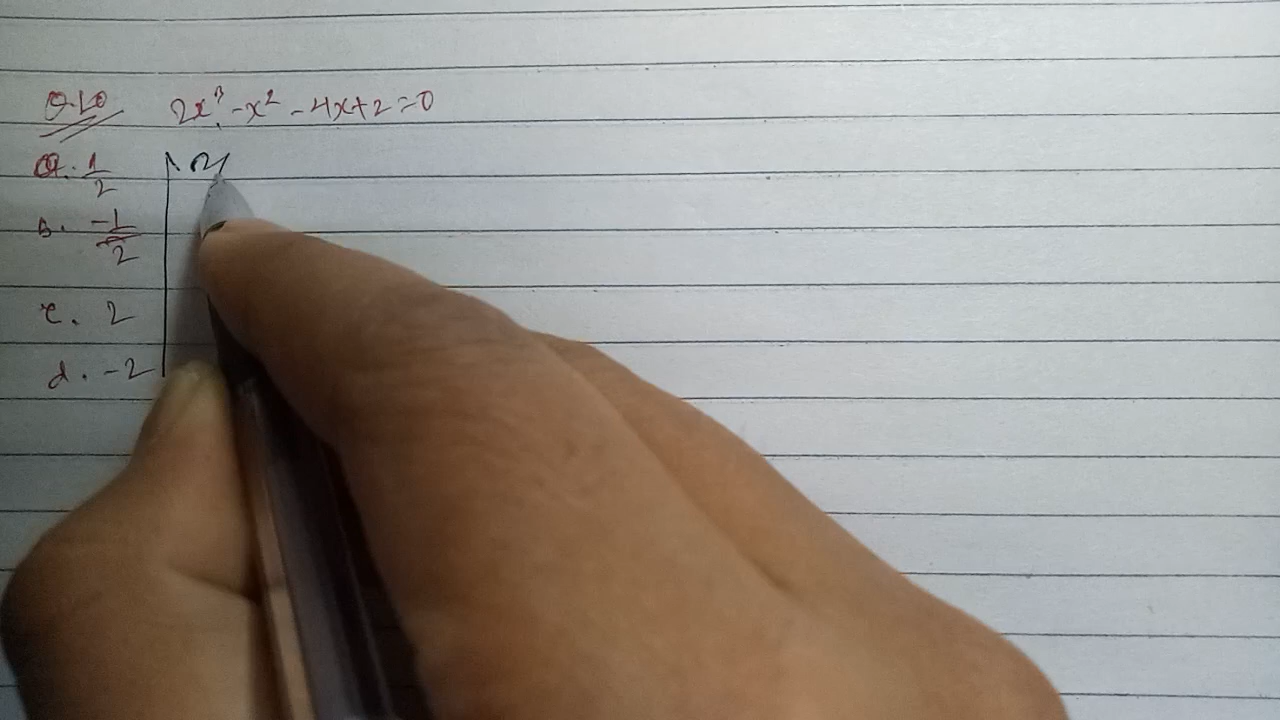 Q.10 2x³-x²-4x+2=0
a. 1/2
B. -1/2
c. 2
d. -2